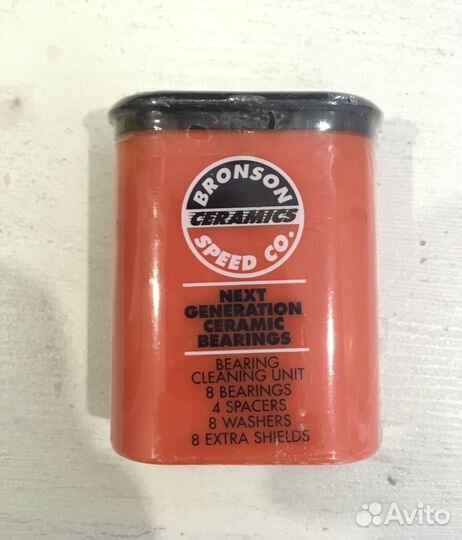 BRONSON
CERAMICS
SPEED CO.
NEXT
GENERATION
CERAMIC
BEARINGS
BEARING
CLEANING UNIT
8 BEARINGS
4 SPACERS
8 WASHERS
8 EXTRA SHIELDS
Avito